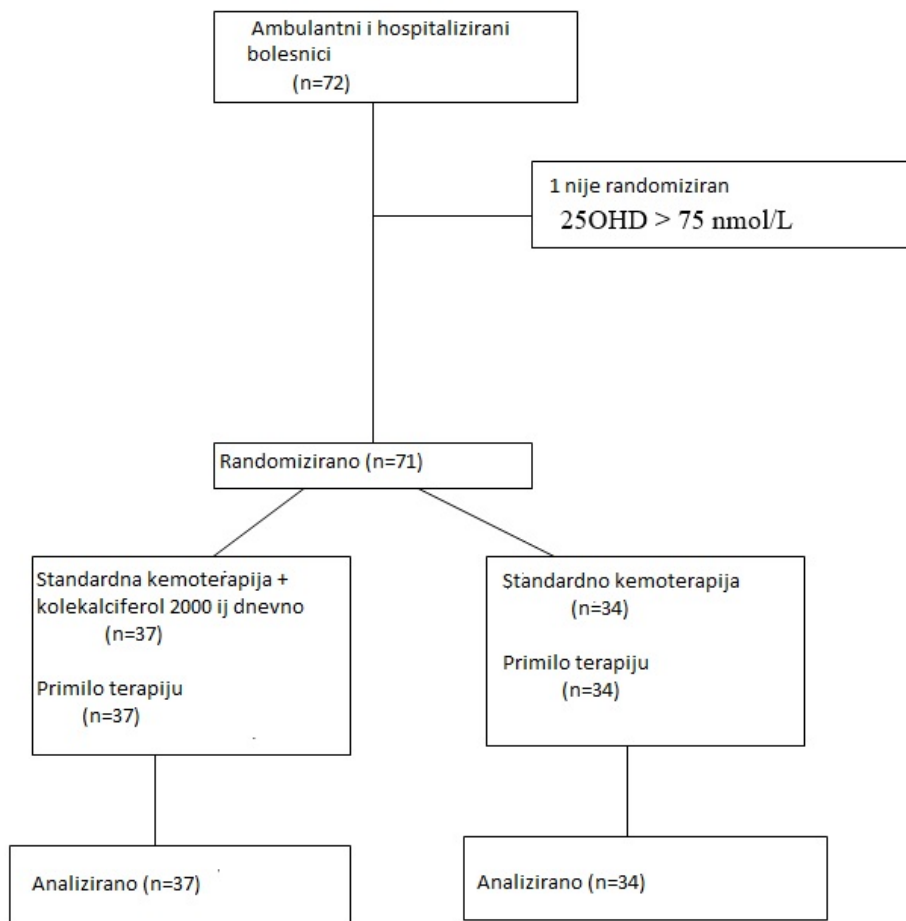 Ambulantni i hospitalizirani
bolesnici
(n=72)
1 nije randomiziran
25OHD > 75 nmol/L
Randomizirano (n=71)
Standardna kemoterapija +
kolekalciferol 2000 ij dnevno
(n=37)
Primilo terapiju
(n=37)
Standardno kemoterapija
(n=34)
Primilo terapiju
(n=34)
Analizirano (n=37)
Analizirano (n=34)